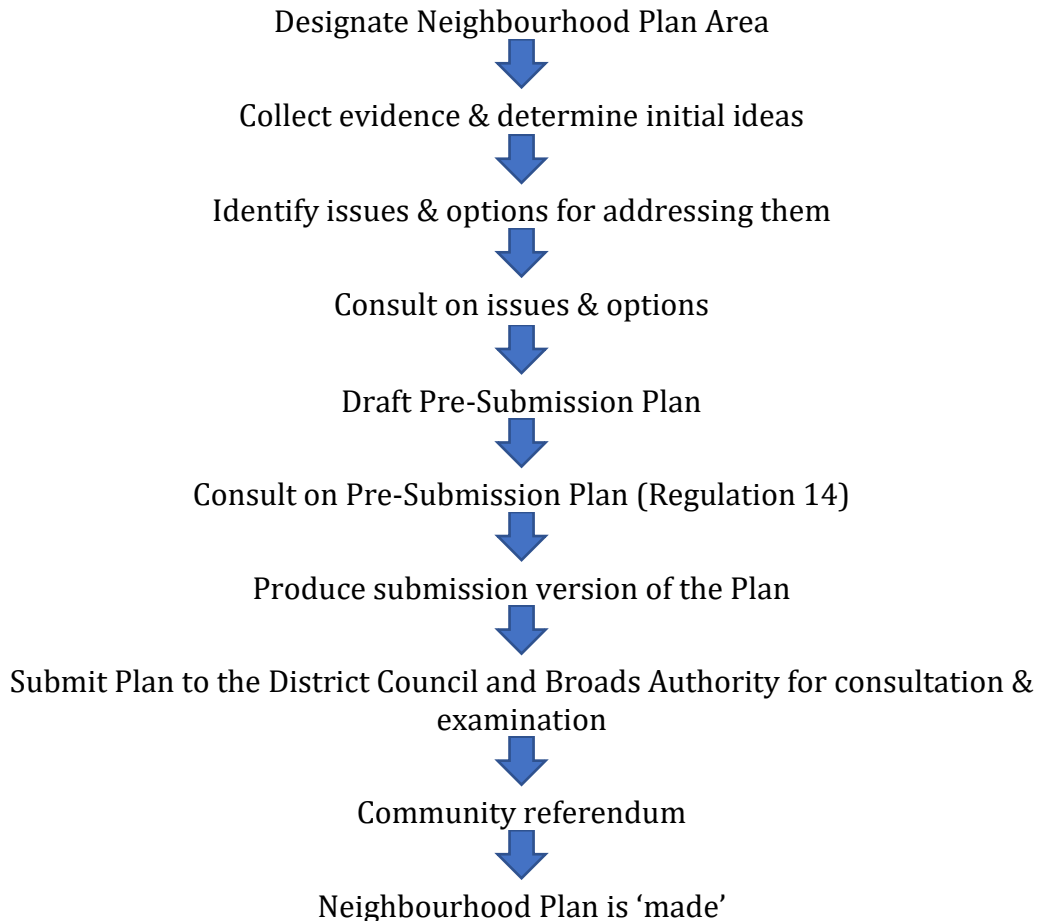 Designate Neighbourhood Plan Area
Collect evidence & determine initial ideas
Identify issues & options for addressing them
Consult on issues & options
Draft Pre-Submission Plan
Consult on Pre-Submission Plan (Regulation 14)
Produce submission version of the Plan
Submit Plan to the District Council and Broads Authority for consultation &
examination
Community referendum
Neighbourhood Plan is ‘made’